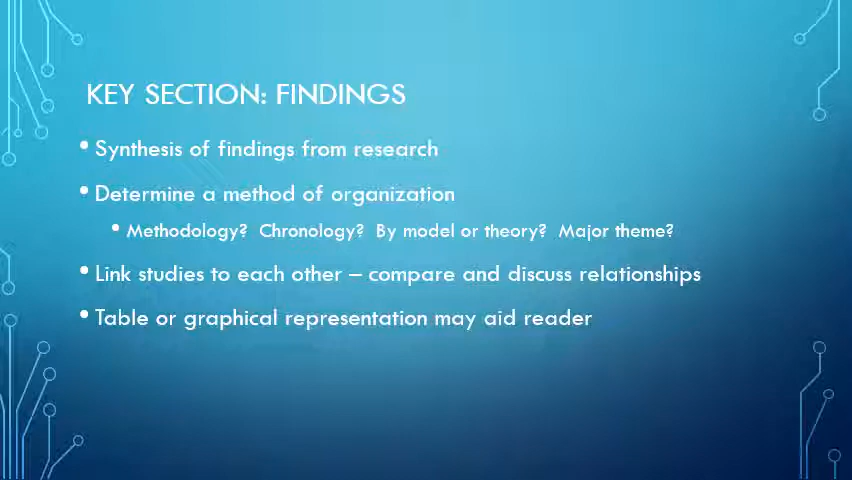 KEY SECTION: FINDINGS
• Synthesis of findings from research
• Determine a method of organization
• Methodology? Chronology? By model or theory? Major theme?
• Link studies to each other – compare and discuss relationships
• Table or graphical representation may aid reader